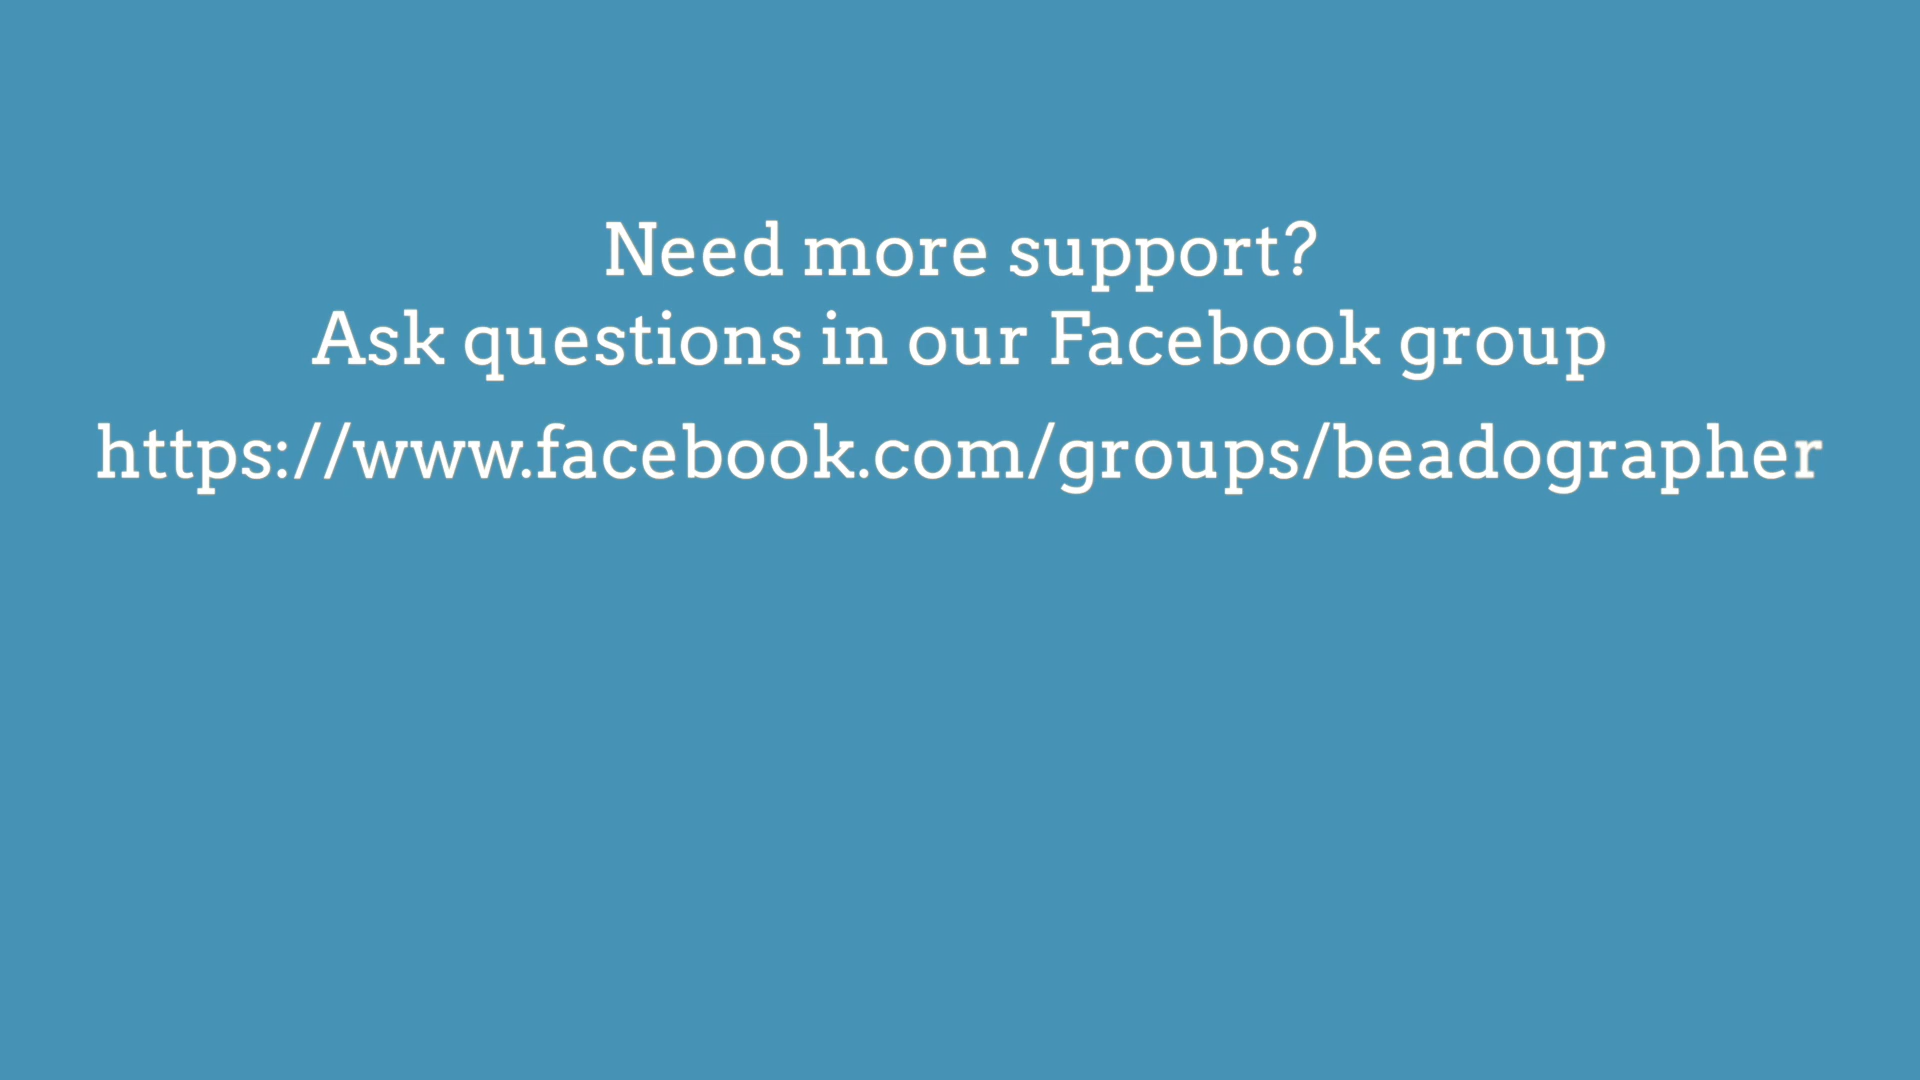 Need more support?
Ask questions in our Facebook group
https://www.facebook.com/groups/beadographer